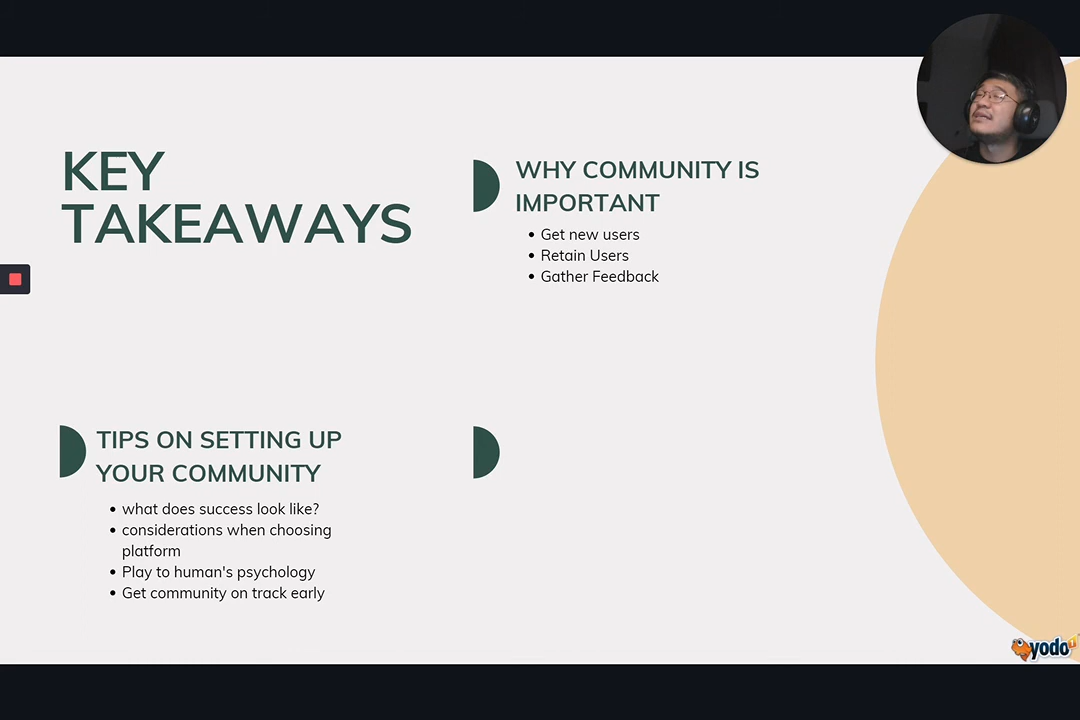 KEY
TAKEAWAYS
WHY COMMUNITY IS
IMPORTANT
• Get new users
• Retain Users
• Gather Feedback
TIPS ON SETTING UP
YOUR COMMUNITY
• what does success look like?
• considerations when choosing
platform
• Play to human's psychology
• Get community on track early
yodo1